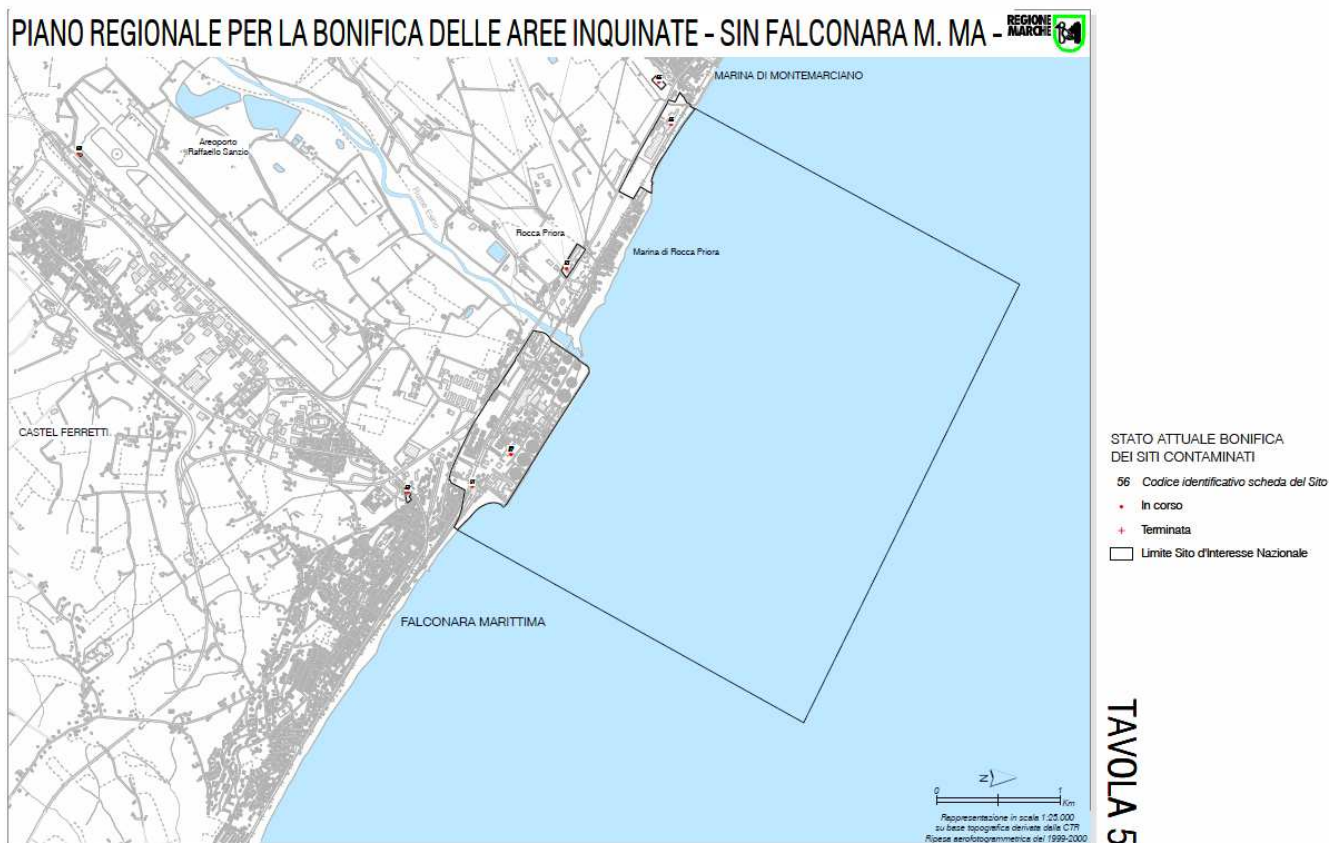 PIANO REGIONALE PER LA BONIFICA DELLE AREE INQUINATE - SIN FALCONARA M. MA -
REGIONE
MARCHE
MARINA DI MONTEMARCIANO
Areoporto
Raffaello Sanzio
Fiume Esino
Rocca Priora
Marina di Rocca Priora
CASTEL FERRETTI
FALCONARA MARITTIMA
STATO ATTUALE BONIFICA
DEI SITI CONTAMINATI
56 Codice identificativo scheda del Sito
In corso
Terminata
Limite Sito d'Interesse Nazionale
TAVOLA 5
N
0 1
Km
Rappresentazione in scala 1:25.000
su base topografica derivata dalla CTR
Ripesa aerofotogrammetrica del 1999-2000